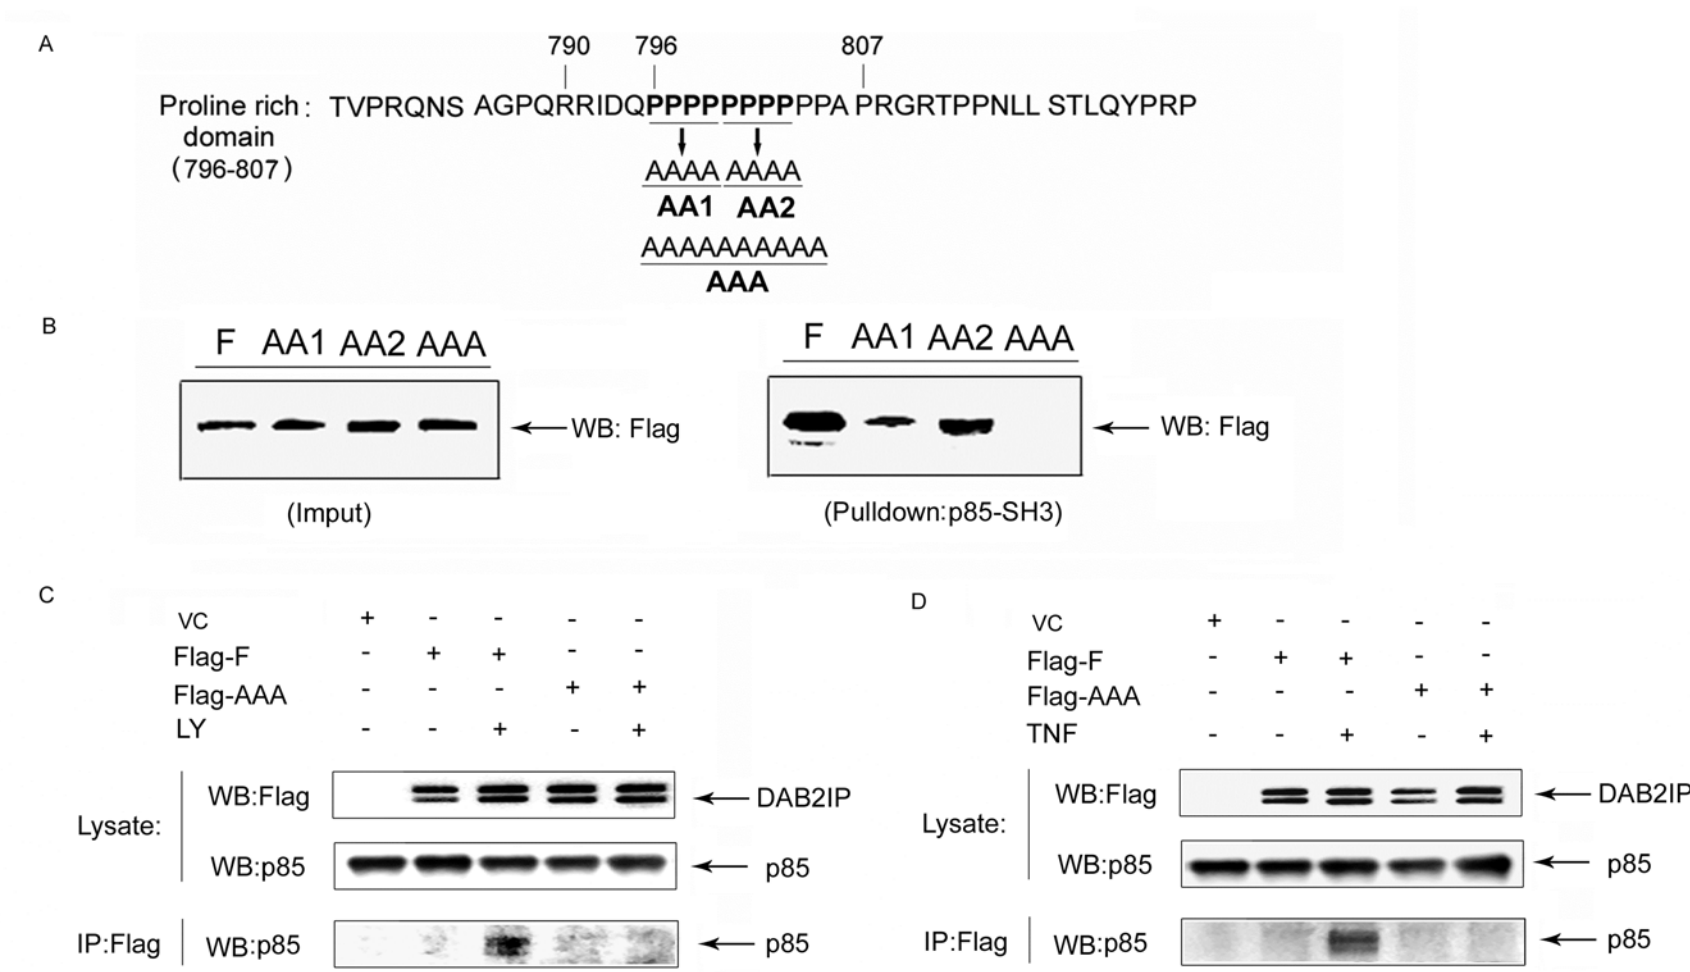 A
790 796 807
Proline rich : TVPRQNS AGPQRRIDQPPPPPPPPPPA PRGRTPPNLL STLQYPRP
domain
(796-807)
AAAA AAAA
AA1 AA2
AAAAAAAAAA
AAA
B
F AA1 AA2 AAA
WB: Flag
(Imput)
F AA1 AA2 AAA
WB: Flag
(Pulldown:p85-SH3)
C
VC + - - - -
Flag-F - + + - -
Flag-AAA - - - + +
LY - - + - +
Lysate:
WB:Flag DAB2IP
WB:p85 p85
IP:Flag WB:p85 p85
D
VC + - - - -
Flag-F - + + - -
Flag-AAA - - - + +
TNF - - + - +
Lysate:
WB:Flag DAB2IP
WB:p85 p85
IP:Flag WB:p85 p85